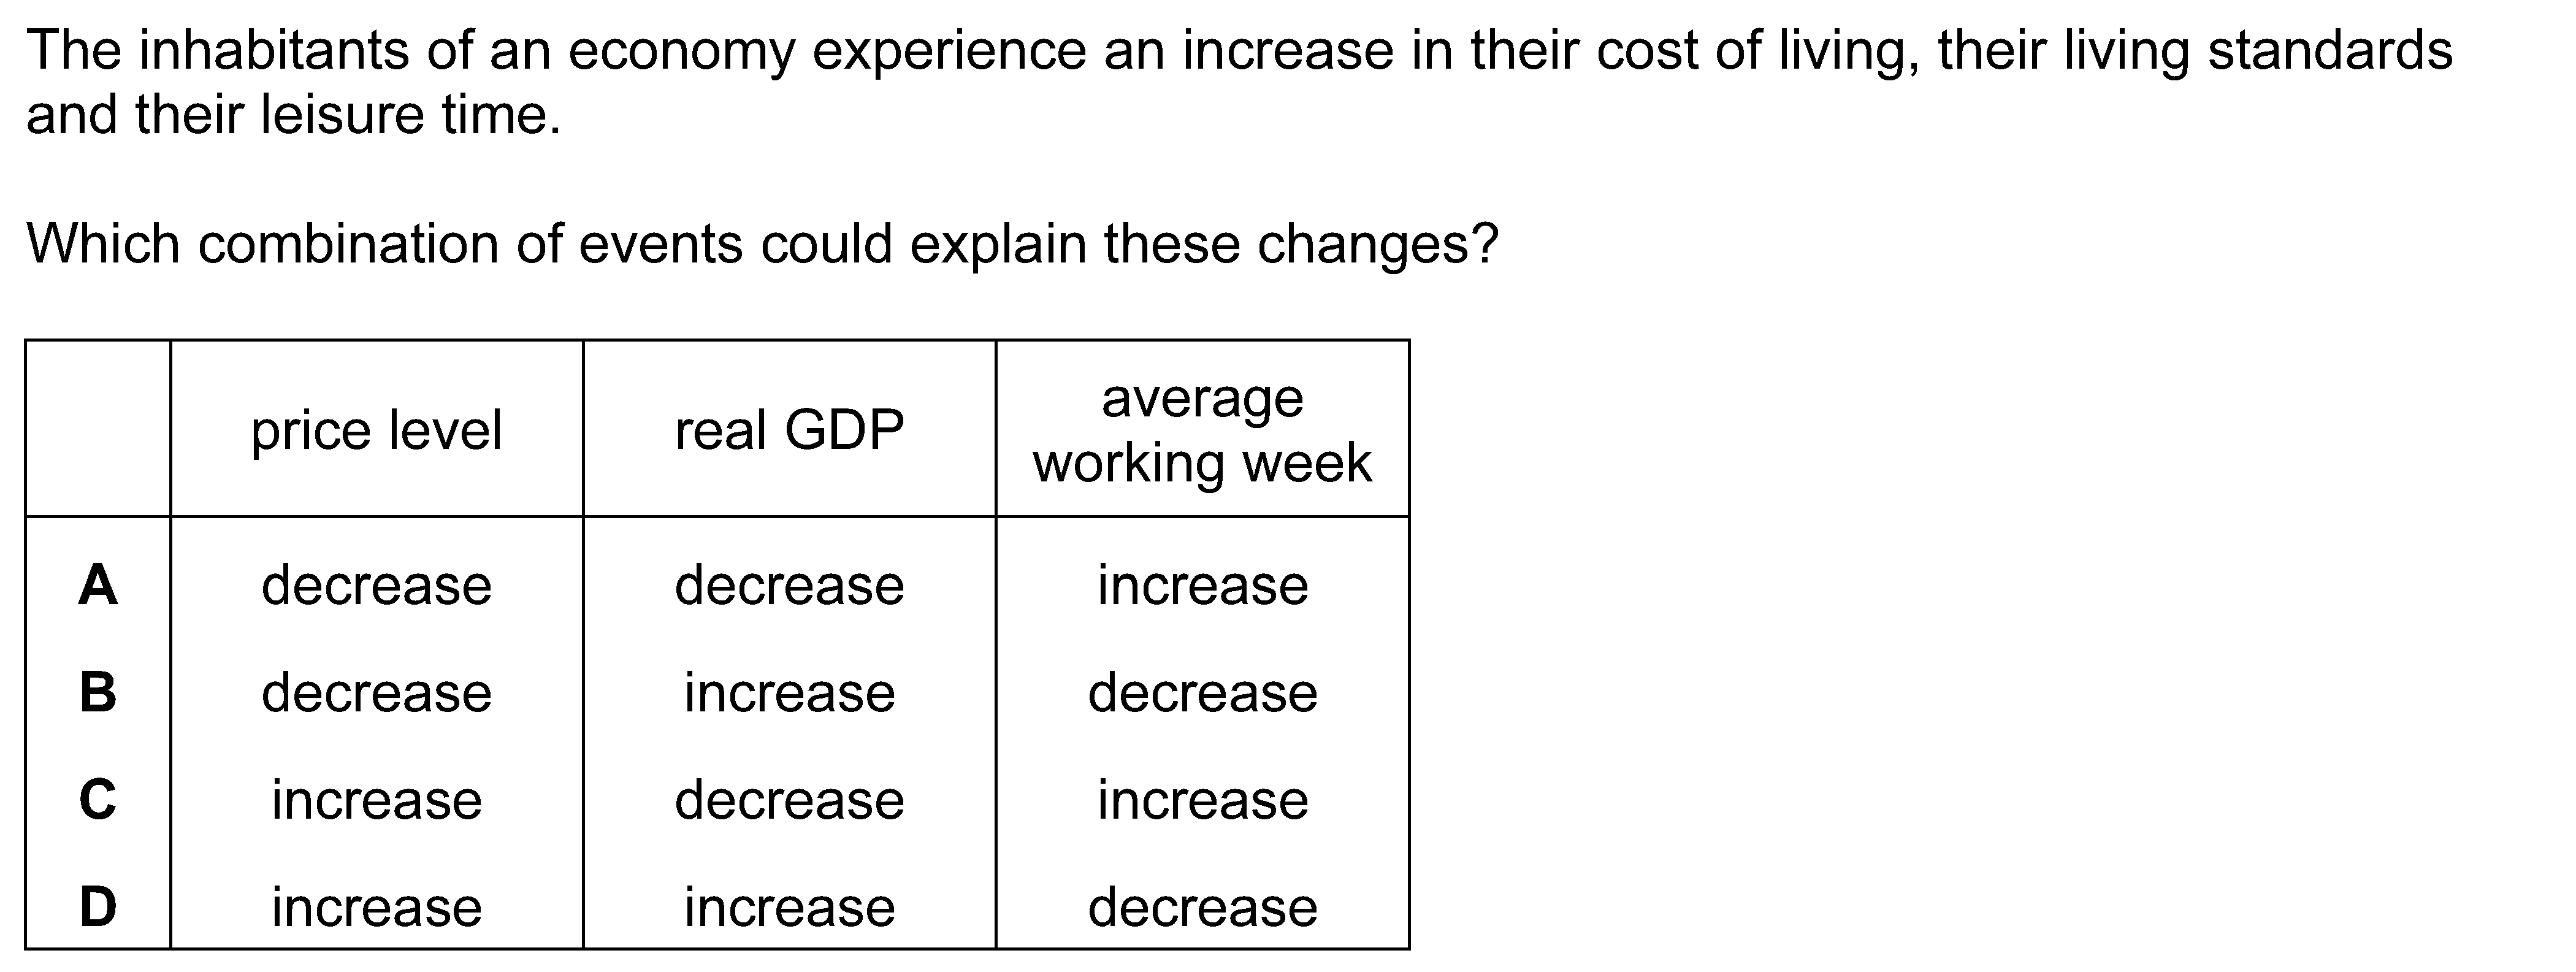 The inhabitants of an economy experience an increase in their cost of living, their living standards
and their leisure time.
Which combination of events could explain these changes?
price level real GDP average working week
A decrease decrease increase
B decrease increase decrease
C increase decrease increase
D increase increase decrease